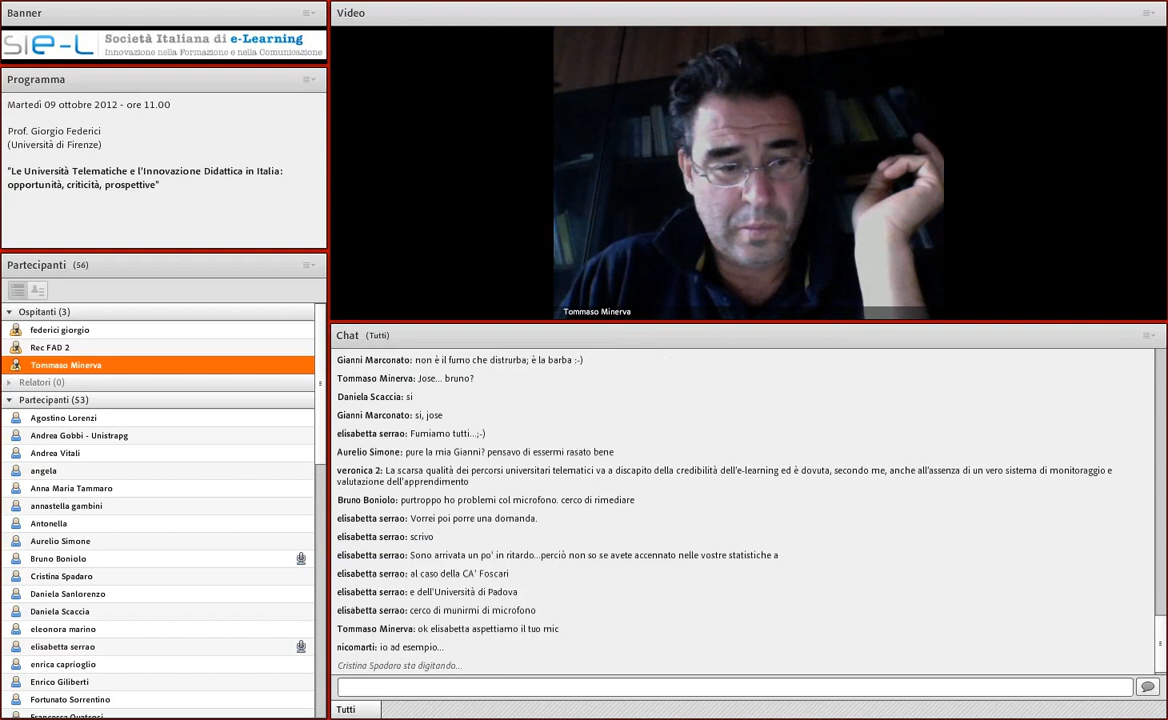 Banner
SIe-L Società Italiana di e-Learning
Innovazione nella Formazione e nella Comunicazione
Programma
Martedì 09 ottobre 2012 - ore 11.00
Prof. Giorgio Federici
(Università di Firenze)
"Le Università Telematiche e l'Innovazione Didattica in Italia:
opportunità, criticità, prospettive"
Partecipanti (56)
Ospitanti (3)
federici giorgio
Rec FAD 2
Tommaso Minerva
Relatori (0)
Partecipanti (53)
Agostino Lorenzi
Andrea Gobbi - Unistrapg
Andrea Vitali
angela
Anna Maria Tammaro
annastella gambini
Antonella
Aurelio Simone
Bruno Boniolo
Cristina Spadaro
Daniela Sanlorenzo
Daniela Scaccia
eleonora marino
elisabetta serrao
enrica caprioglio
Enrico Giliberti
Fortunato Sorrentino
Francesca Quatrosi
Video
Tommaso Minerva
Chat (Tutti)
Gianni Marconato: non è il fumo che distrurba; è la barba :-)
Tommaso Minerva: Jose... bruno?
Daniela Scaccia: si
Gianni Marconato: si, jose
elisabetta serrao: Fumiamo tutti...;-)
Aurelio Simone: pure la mia Gianni? pensavo di essermi rasato bene
veronica 2: La scarsa qualità dei percorsi universitari telematici va a discapito della credibilità dell'e-learning ed è dovuta, secondo me, anche all'assenza di un vero sistema di monitoraggio e
valutazione dell'apprendimento
Bruno Boniolo: purtroppo ho problemi col microfono. cerco di rimediare
elisabetta serrao: Vorrei poi porre una domanda.
elisabetta serrao: scrivo
elisabetta serrao: Sono arrivata un po' in ritardo...perciò non so se avete accennato nelle vostre statistiche a
elisabetta serrao: al caso della CA' Foscari
elisabetta serrao: e dell'Università di Padova
elisabetta serrao: cerco di munirmi di microfono
Tommaso Minerva: ok elisabetta aspettiamo il tuo mic
nicomarti: io ad esempio...
Cristina Spadaro sta digitando...
Tutti